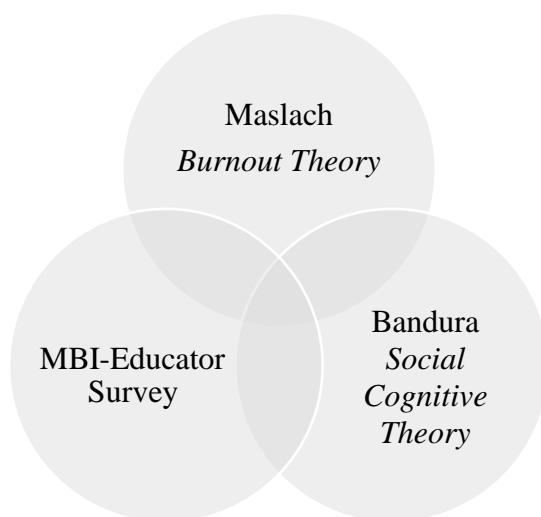 Maslach
Burnout Theory
MBI-Educator
Survey
Bandura
Social
Cognitive
Theory